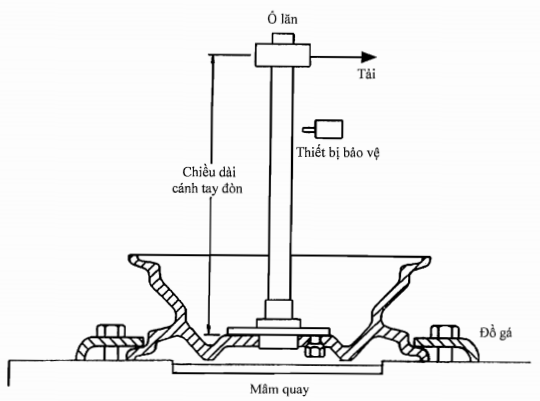 Ổ lăn
Tải
Thiết bị bảo vệ
Chiều dài
cánh tay đòn
Đồ gá
Mâm quay